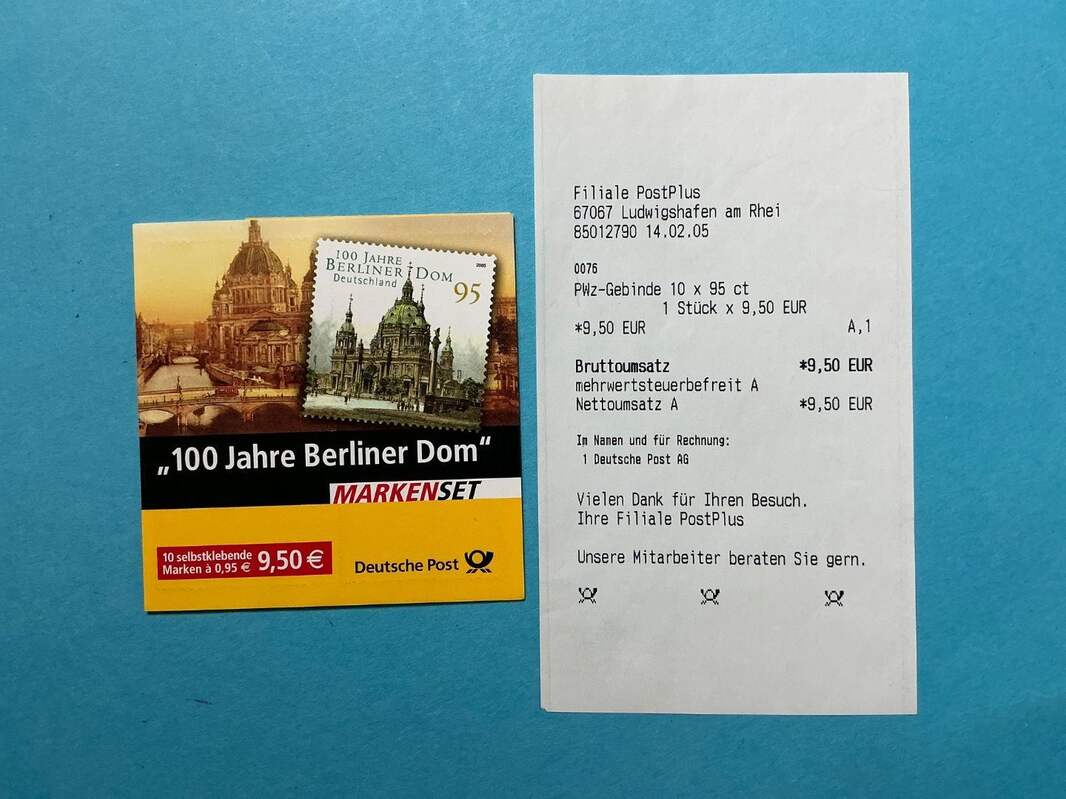 100 JAHRE
BERLINER DOM
Deutschland
2005
95
„100 Jahre Berliner Dom“
MARKENSET
10 selbstklebende
Marken à 0,95 € 9,50 €
Deutsche Post
Filiale PostPlus
67067 Ludwigshafen am Rhei
85012790 14.02.05
0076
PWz-Gebinde 10 x 95 ct
1 Stück x 9,50 EUR
*9,50 EUR A,1
Bruttoumsatz *9,50 EUR
mehrwertsteuerbefreit A
Nettoumsatz A *9,50 EUR
Im Namen und für Rechnung:
1 Deutsche Post AG
Vielen Dank für Ihren Besuch.
Ihre Filiale PostPlus
Unsere Mitarbeiter beraten Sie gern.